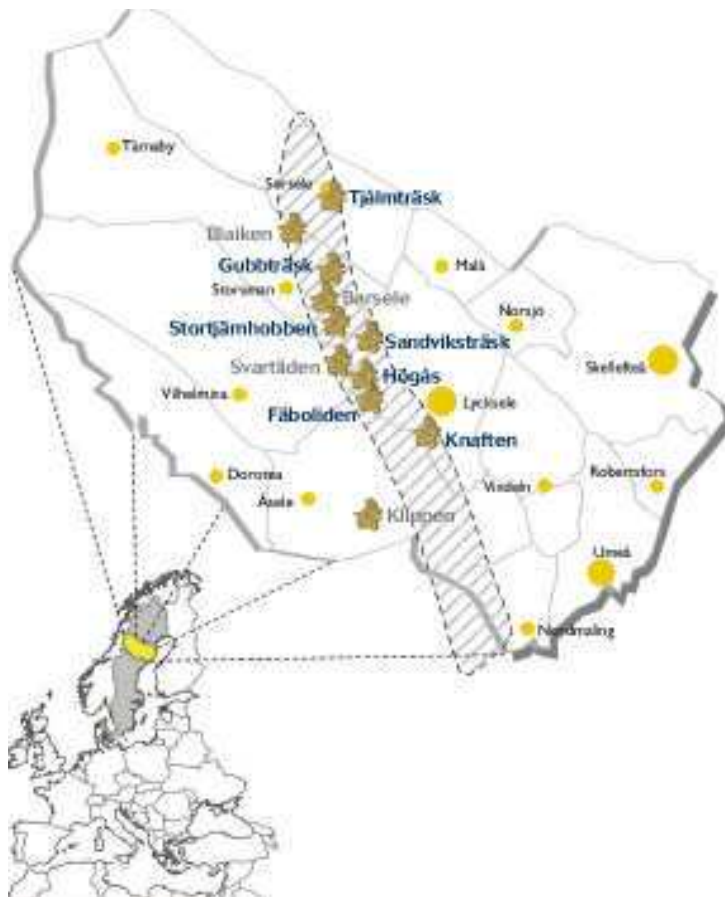 Tärnaby
Sorsele
Tjålmträsk
Blaiken
Gubbträsk
Malå
Storuman
Barsele
Norsjö
Stortjärnhobben
Sandviksträsk
Svartliden
Högås
Skellefteå
Vilhelmina
Fäboliden
Lycksele
Knaften
Dorotea
Åsele
Vindeln
Robertsfors
Klippen
Umeå
Nordmaling